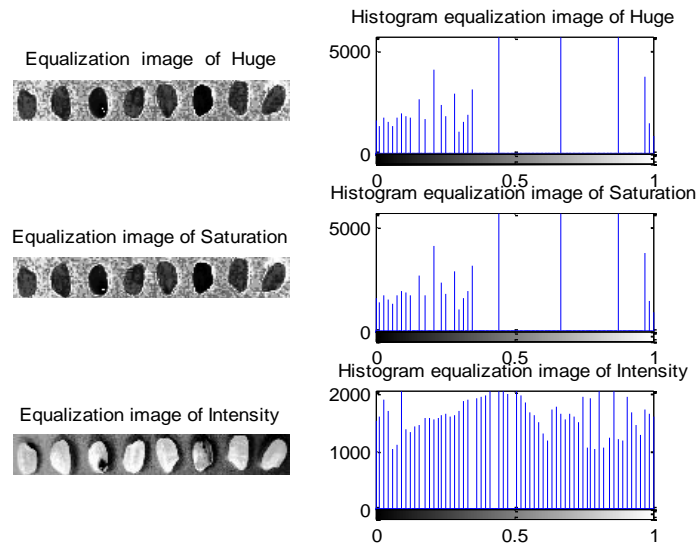 Equalization image of Huge
Histogram equalization image of Huge
5000
0
0
0.5
1
Equalization image of Saturation
Histogram equalization image of Saturation
5000
0
0
0.5
1
Equalization image of Intensity
Histogram equalization image of Intensity
2000
1000
0
0
0.5
1